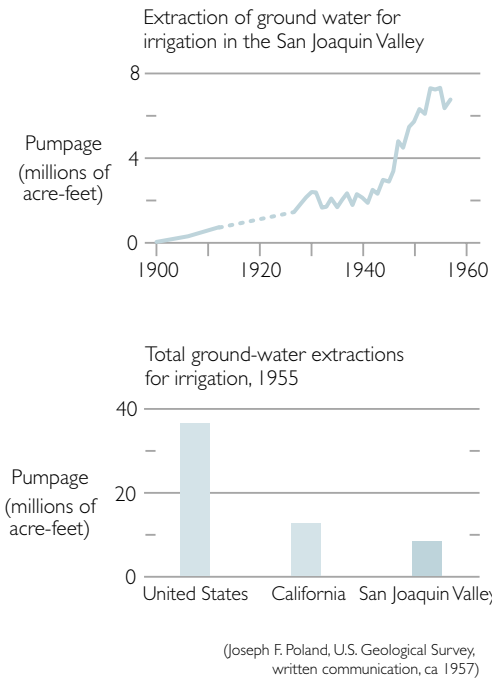 Extraction of ground water for
irrigation in the San Joaquin Valley
8
Pumpage
(millions of
acre-feet)
4
0
1900 1920 1940 1960
Total ground-water extractions
for irrigation, 1955
40
Pumpage
(millions of
acre-feet)
20
0
United States California San Joaquin Valley
(Joseph F. Poland, U.S. Geological Survey,
written communication, ca 1957)